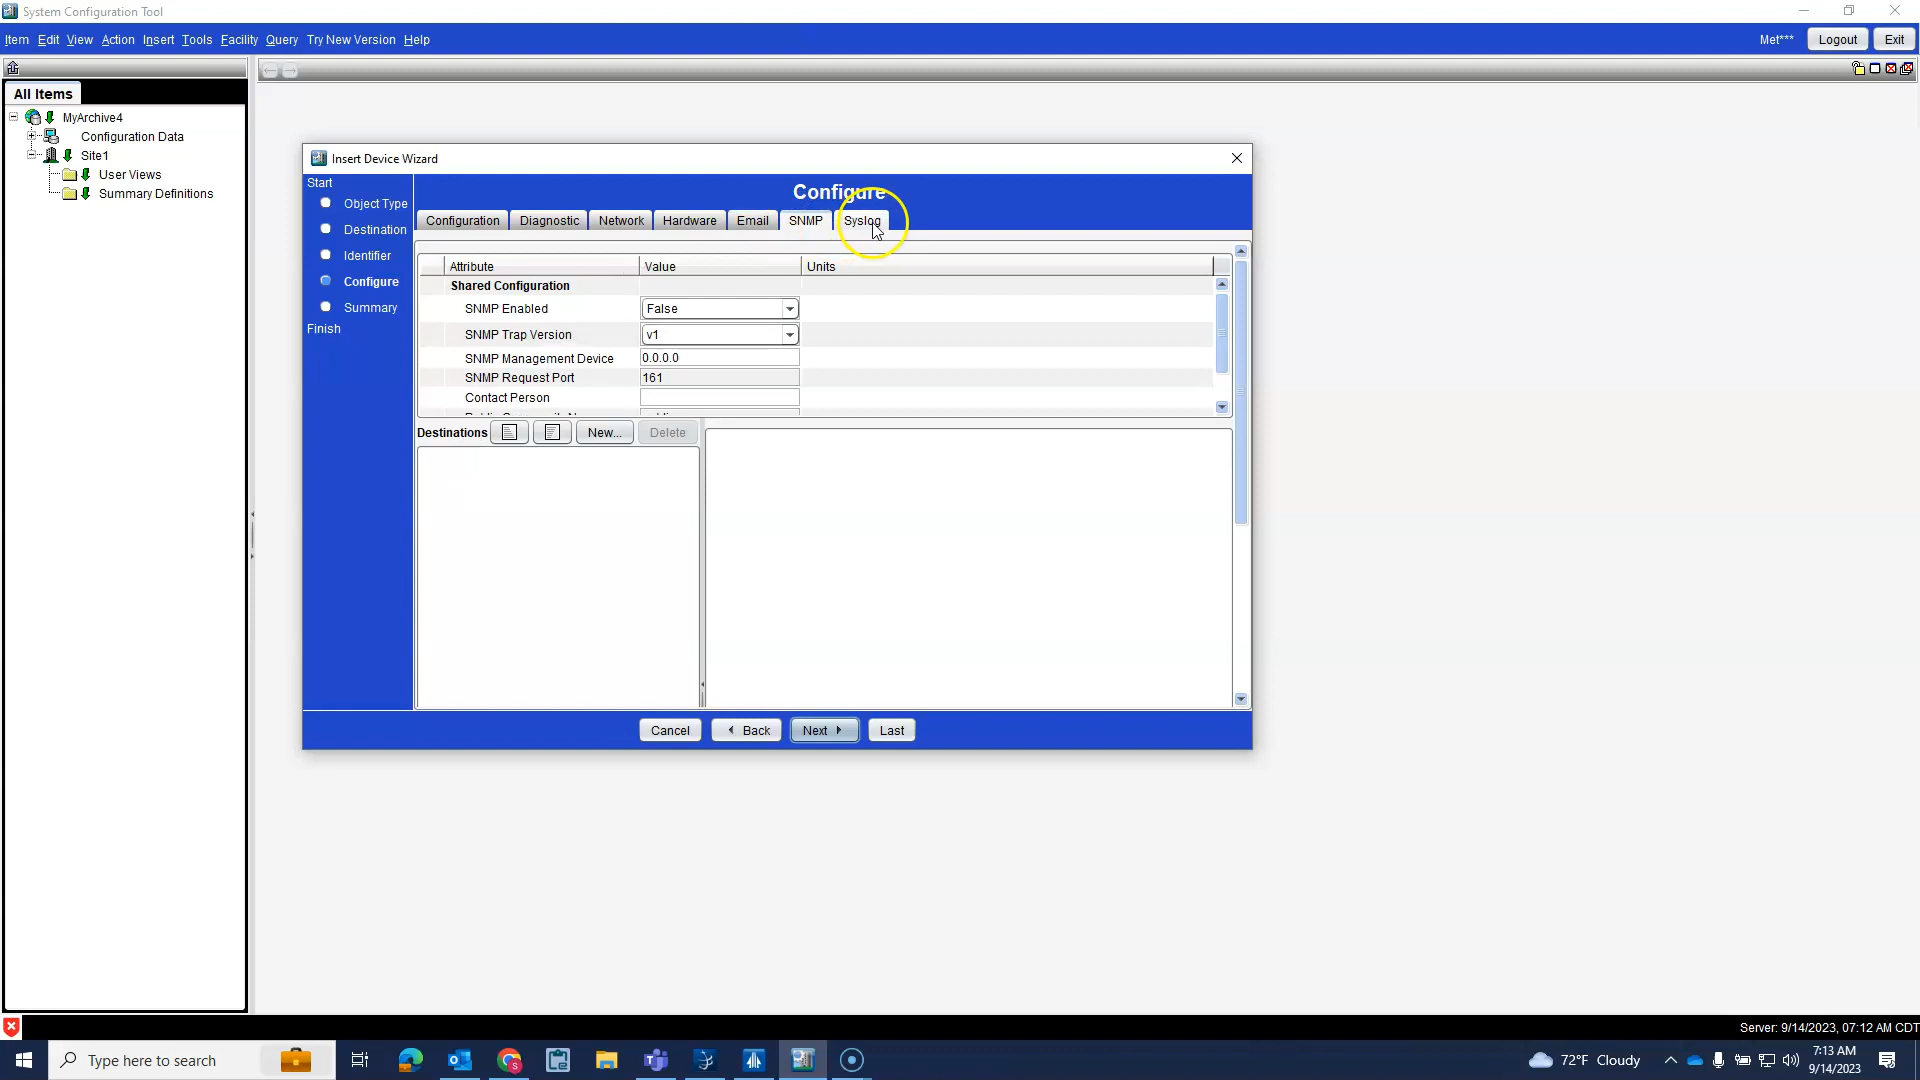 System Configuration Tool
Item Edit View Action Insert Tools Facility Query Try New Version Help
Met*** Logout Exit
All Items
MyArchive4
Configuration Data
Site1
User Views
Summary Definitions
Insert Device Wizard
Start
Object Type
Destination
Identifier
Configure
Summary
Finish
Configure
Configuration Diagnostic Network Hardware Email SNMP Syslog
Attribute Value Units
Shared Configuration
SNMP Enabled False
SNMP Trap Version v1
SNMP Management Device 0.0.0.0
SNMP Request Port 161
Contact Person
Destinations New... Delete
Cancel Back Next Last
Server: 9/14/2023, 07:12 AM CDT
Type here to search
72°F Cloudy
7:13 AM
9/14/2023